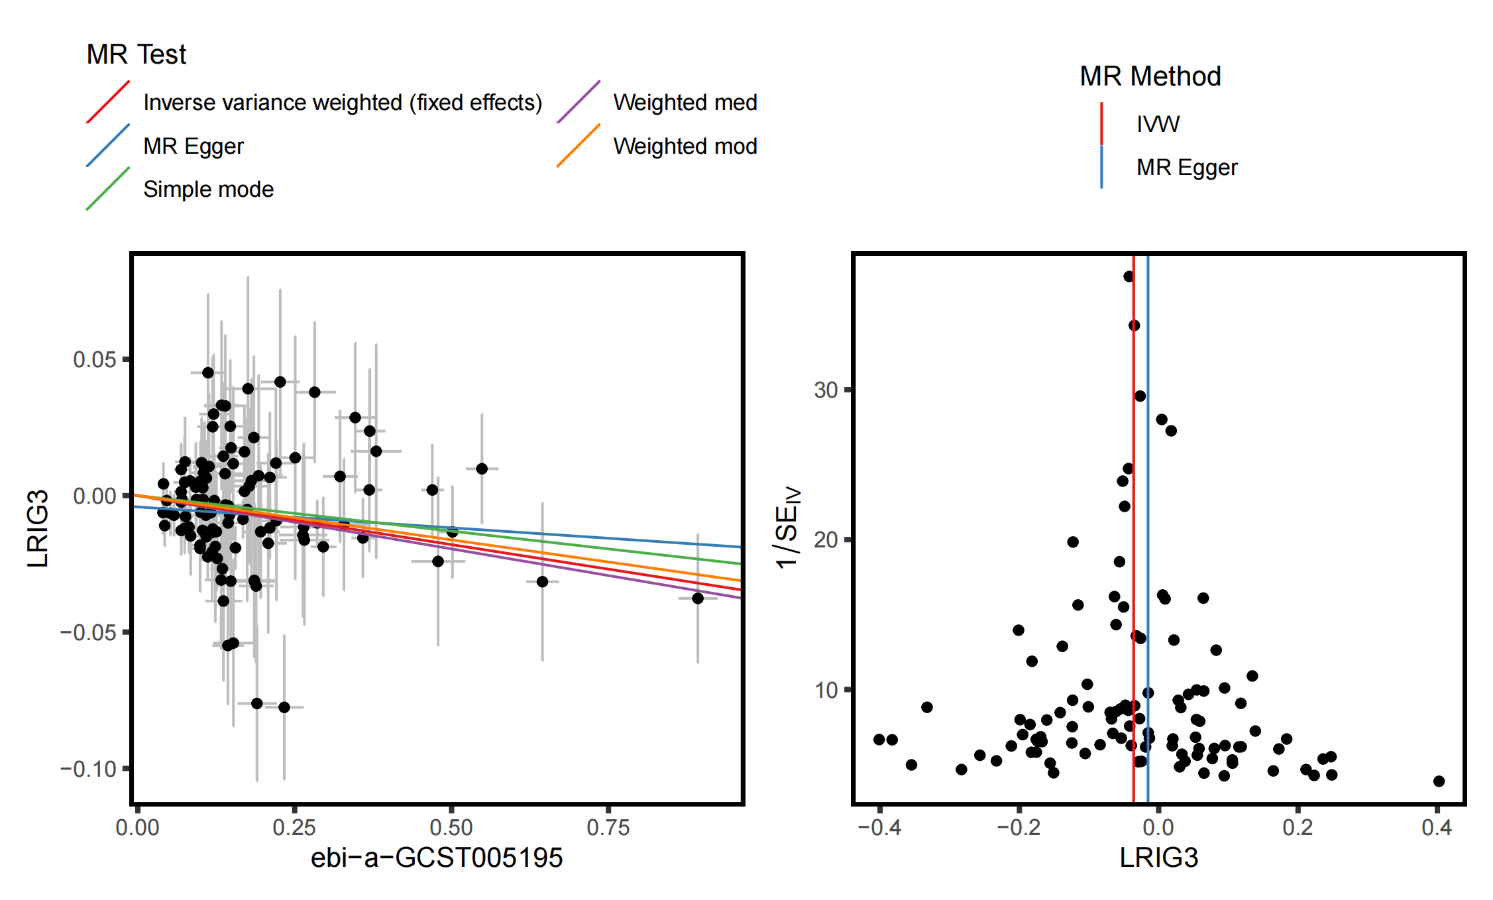 MR Test
Inverse variance weighted (fixed effects)
Weighted med
MR Egger
Weighted mod
Simple mode
MR Method
IVW
MR Egger
LRIG3
0.05
0.00
−0.05
−0.10
0.00 0.25 0.50 0.75
ebi−a−GCST005195
1/SE_IV
30
20
10
−0.4 −0.2 0.0 0.2 0.4
LRIG3